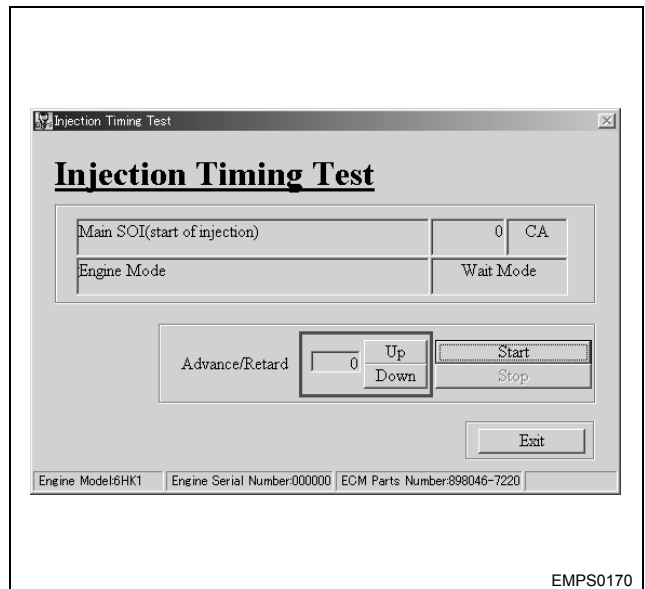 Injection Timing Test
Injection Timing Test
Main SOI(start of injection) 0 CA
Engine Mode Wait Mode
Advance/Retard 0 Up Start
Down Stop
Exit
Engine Model:6HK1 Engine Serial Number:000000 ECM Parts Number:898046-7220
EMPS0170